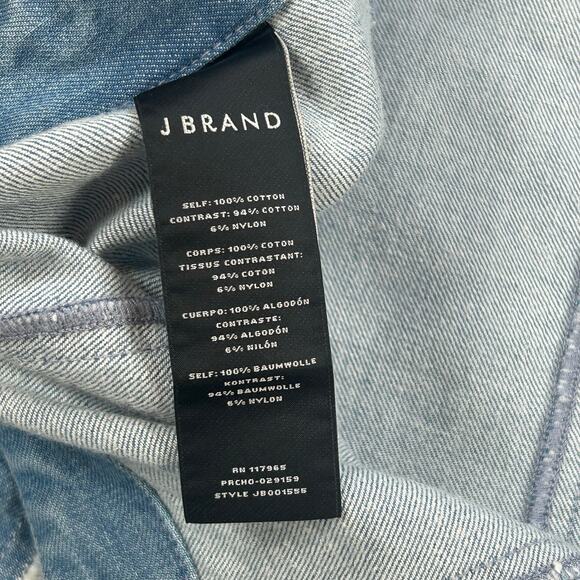 J BRAND
SELF: 100% COTTON
CONTRAST: 94% COTTON
6% NYLON
CORPS: 100% COTON
TISSUS CONTRASTANT:
94% COTON
6% NYLON
CUERPO: 100% ALGODÓN
CONTRASTE:
94% ALGODÓN
6% NILÓN
SELF: 100% BAUMWOLLE
KONTRAST:
94% BAUMWOLLE
6% NYLON
RN 117965
PRCHO-029159
STYLE JB001555